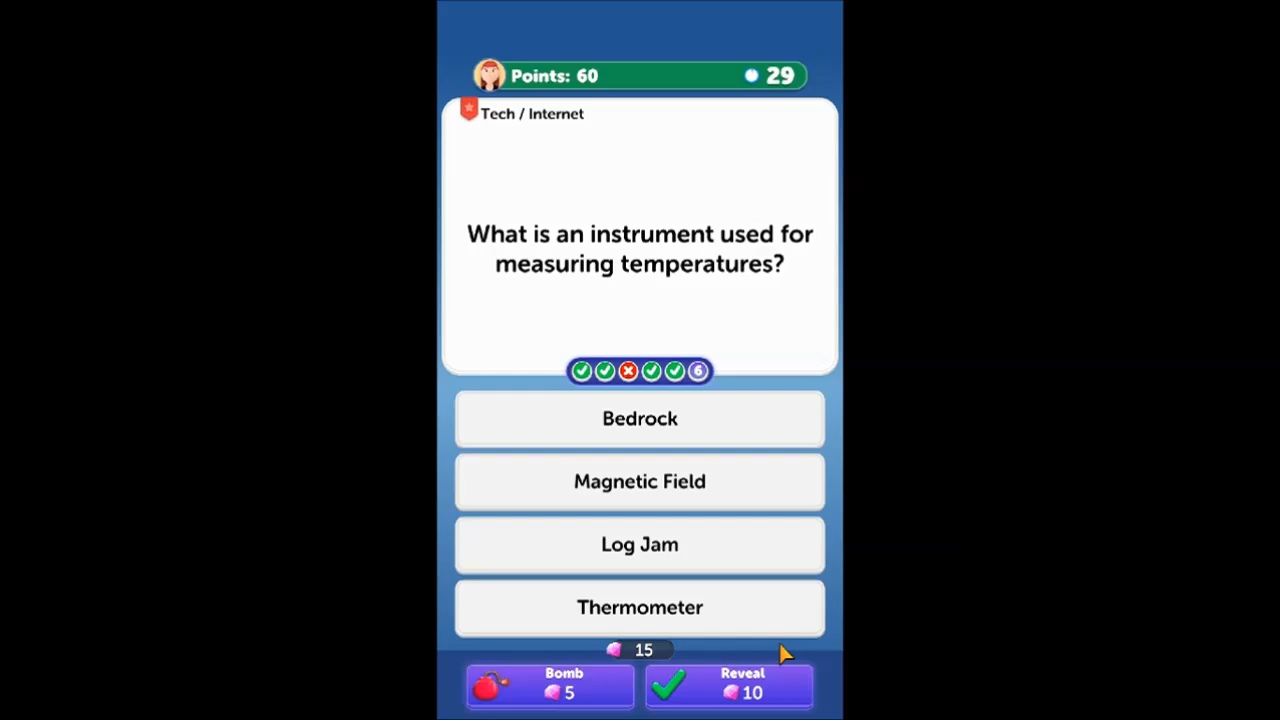 Points: 60
29
Tech / Internet
What is an instrument used for
measuring temperatures?
6
Bedrock
Magnetic Field
Log Jam
Thermometer
15
Bomb
5
Reveal
10